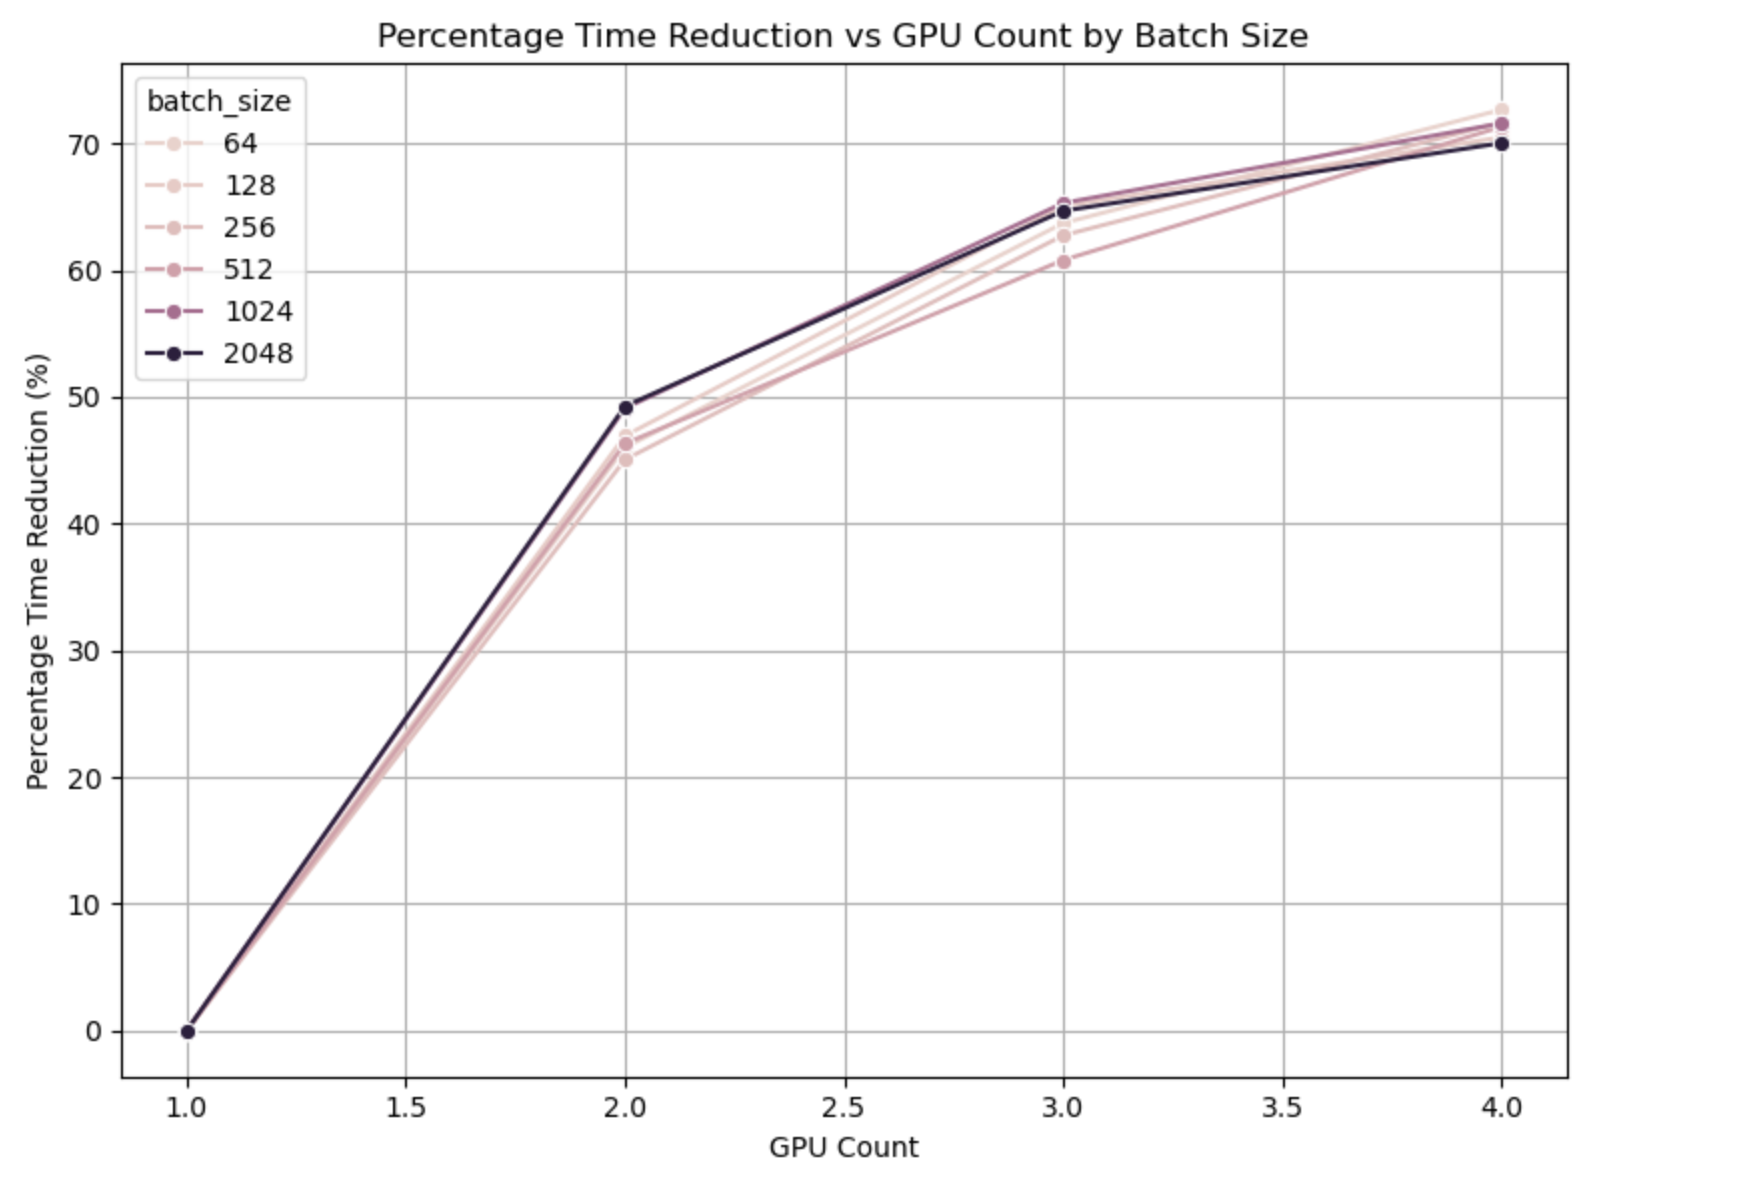 Percentage Time Reduction vs GPU Count by Batch Size
batch_size
64
128
256
512
1024
2048
Percentage Time Reduction (%)
70
60
50
40
30
20
10
0
1.0 1.5 2.0 2.5 3.0 3.5 4.0
GPU Count